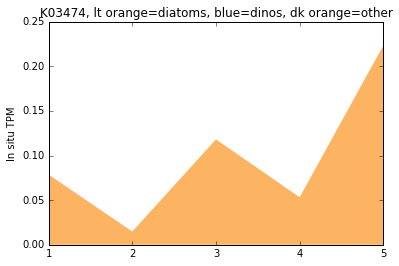 K03474, lt orange=diatoms, blue=dinos, dk orange=other
0.25
0.20
0.15
0.10
0.05
0.00
In situ TPM
1 2 3 4 5